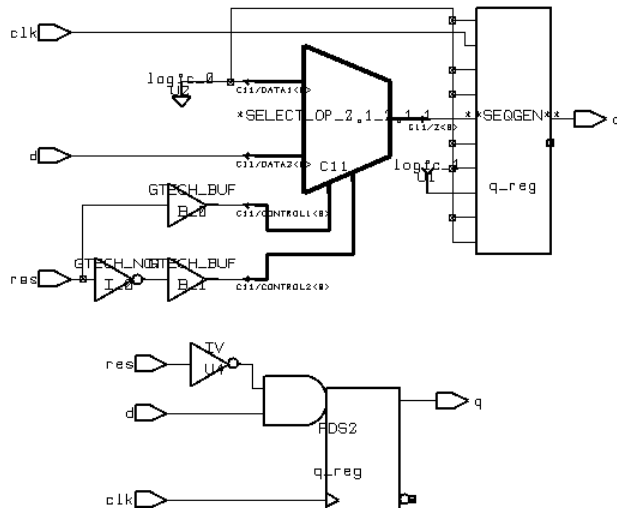 clk
logic_0
U2
C11/DATA1<0>
*SELECT_OP_2.1_2.1_1
C11/Z<0>
**SEQGEN**
q
d
C11/DATA2<0>
C11
logic_1
U1
q_reg
GTECH_BUF
B_0
C11/CONTROL1<0>
GTECH_NOT
GTECH_BUF
res
I_0
B_1
C11/CONTROL2<0>
IV
res
U4
q
d
FDS2
q_reg
clk